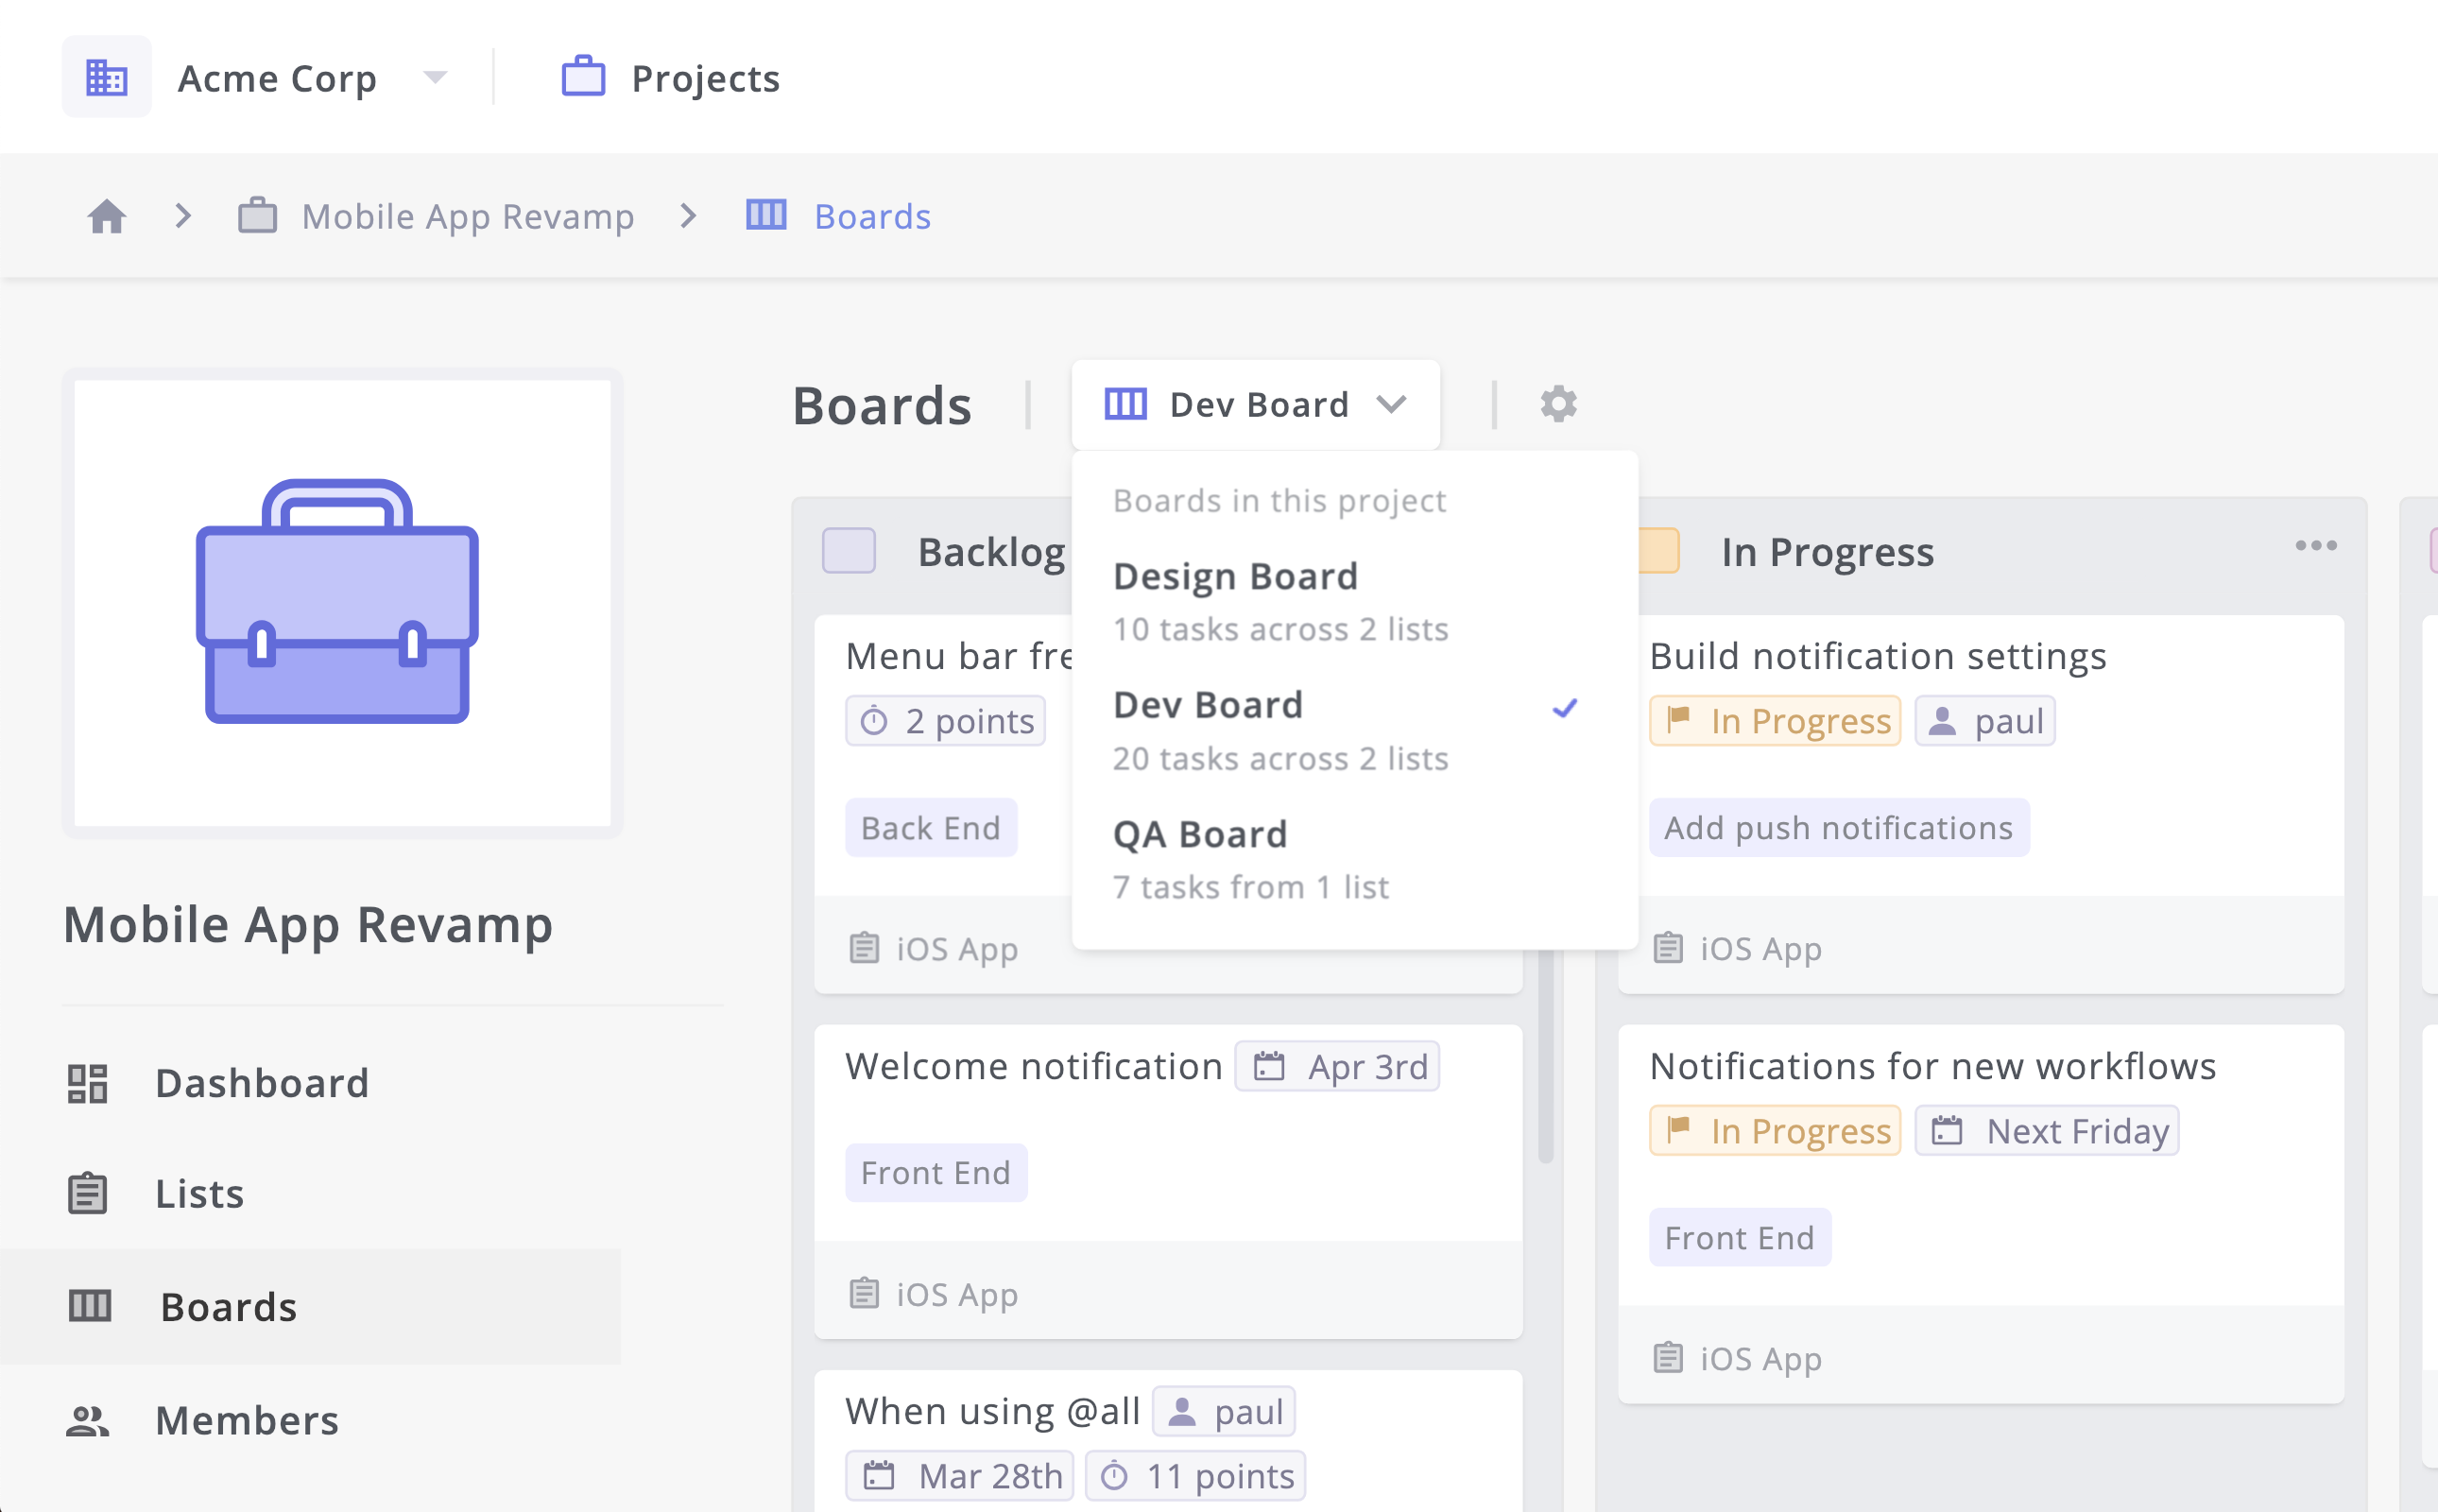 Acme Corp
Projects
Mobile App Revamp
Boards
Boards
Dev Board
Boards in this project
Design Board
10 tasks across 2 lists
Dev Board
20 tasks across 2 lists
QA Board
7 tasks from 1 list
Mobile App Revamp
Dashboard
Lists
Boards
Members
Backlog
Menu bar
2 points
Back End
iOS App
Welcome notification Apr 3rd
Front End
iOS App
When using @all paul
Mar 28th 11 points
In Progress
Build notification settings
In Progress paul
Add push notifications
iOS App
Notifications for new workflows
In Progress Next Friday
Front End
iOS App